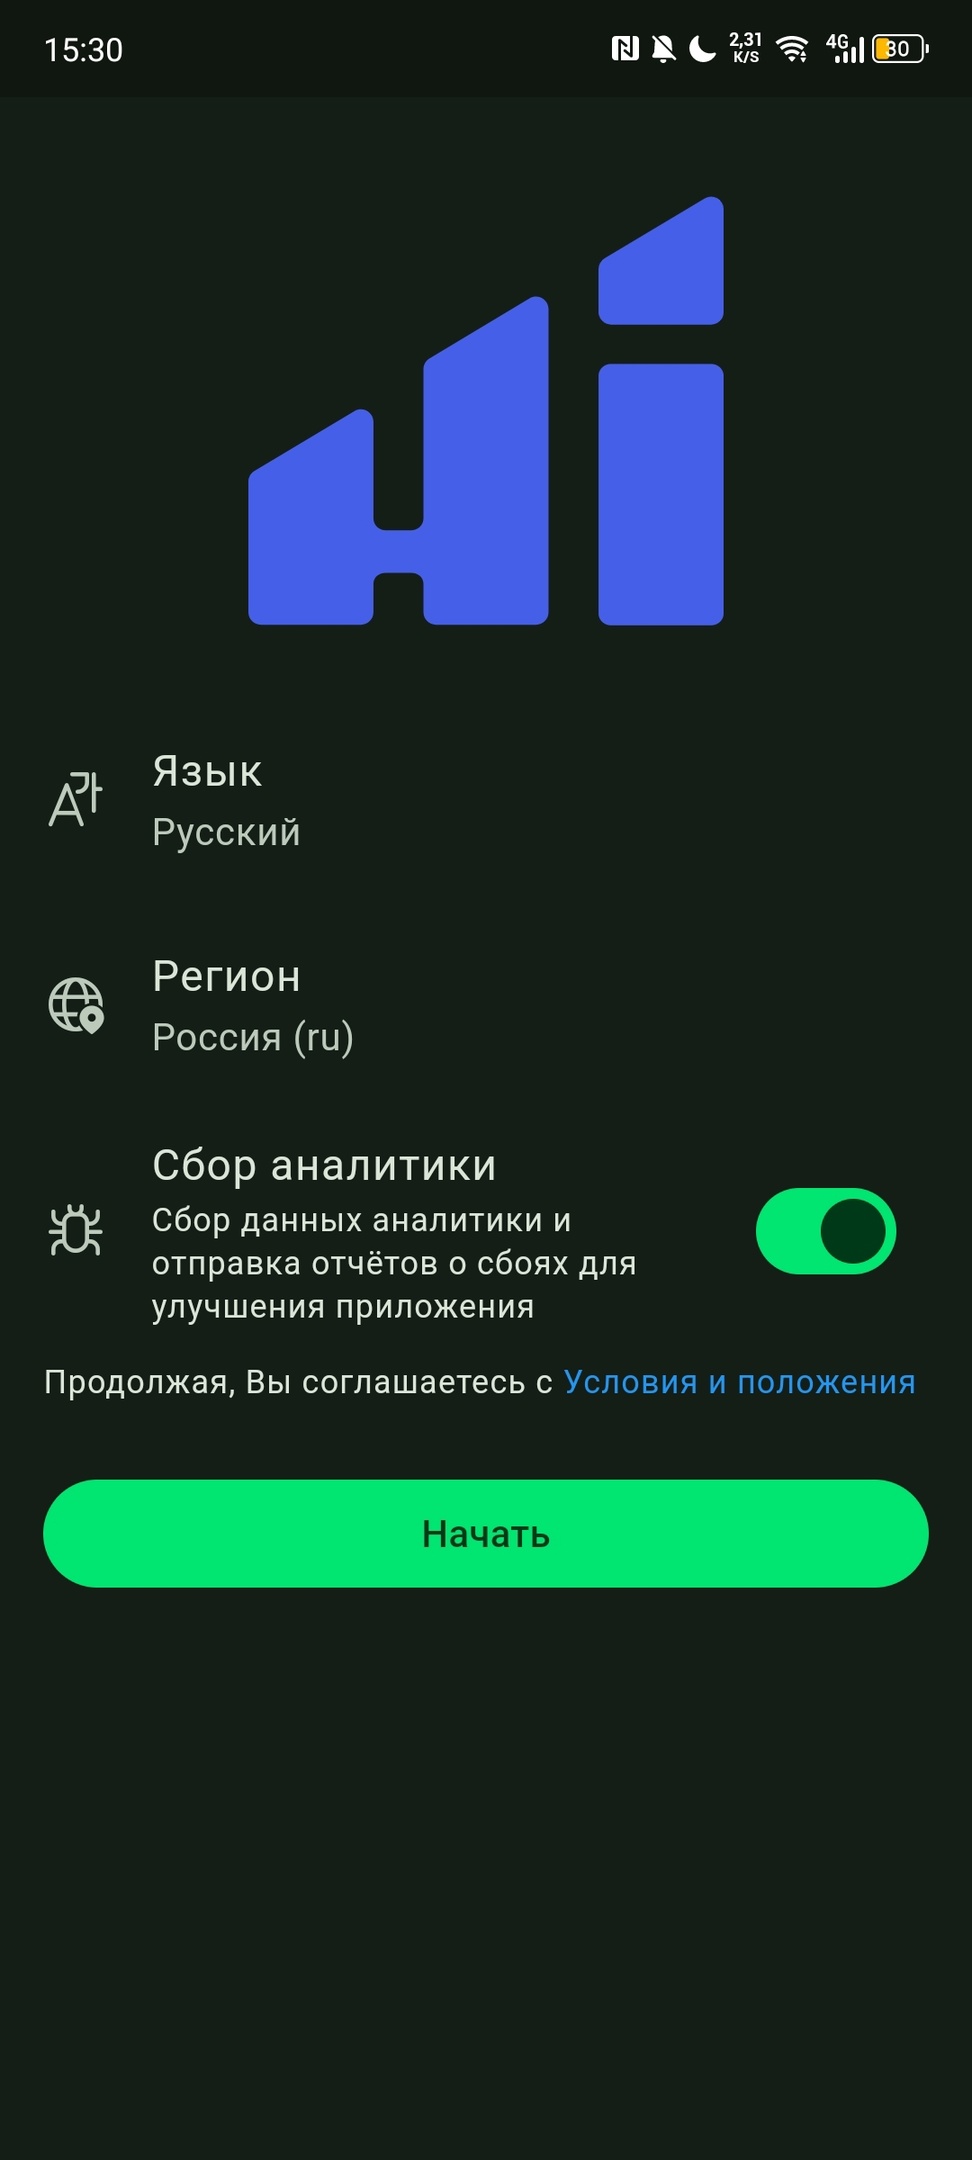 15:30
2,31
K/S
4G
30
Язык
Русский
Регион
Россия (ru)
Сбор аналитики
Сбор данных аналитики и
отправка отчётов о сбоях для
улучшения приложения
Продолжая, Вы соглашаетесь с Условия и положения
Начать